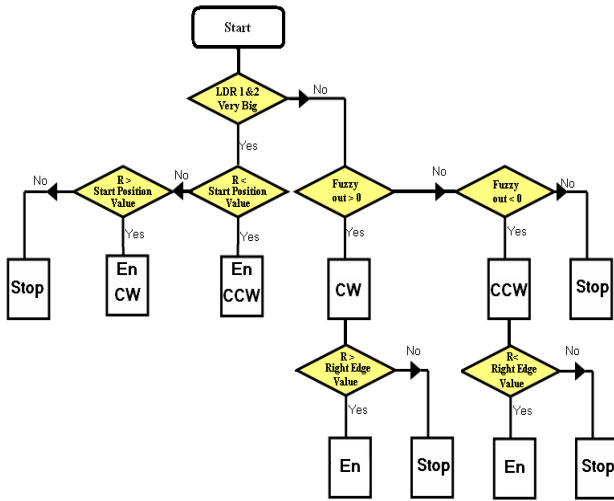 Start
LDR 1 &2
Very Big
No
Yes
R >
Start Position
Value
No
R <
Start Position
Value
No
Fuzzy
out > 0
No
Fuzzy
out < 0
No
Yes
Yes
Yes
Yes
Stop
En
CW
En
CCW
CW
CCW
Stop
R >
Right Edge
Value
No
R<
Right Edge
Value
No
Yes
Yes
En
Stop
En
Stop